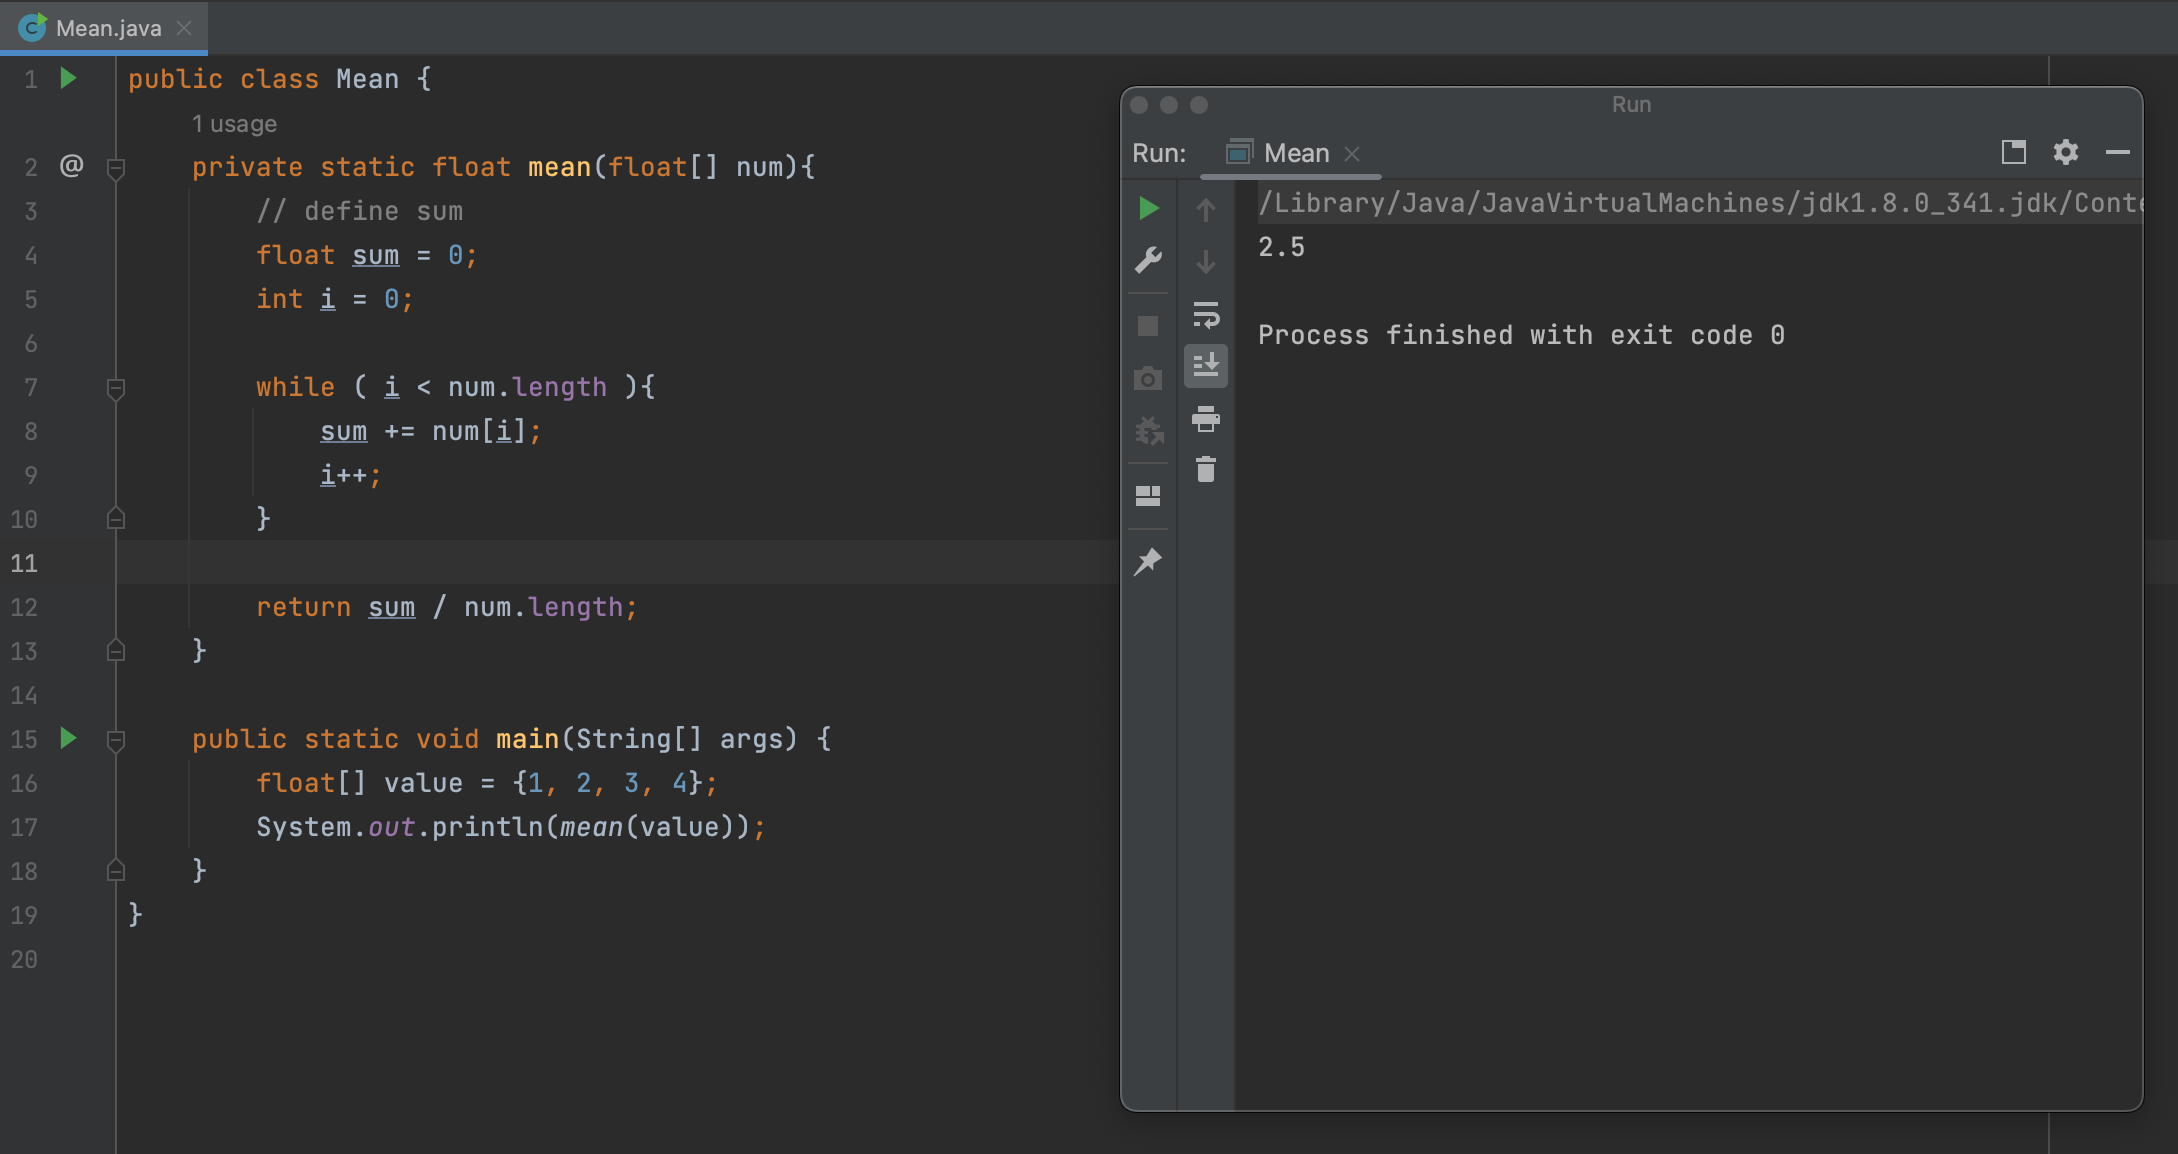 Mean.java
1 public class Mean {
1 usage
2 @ private static float mean(float[] num){
3 // define sum
4 float sum = 0;
5 int i = 0;
6
7 while ( i < num.length ){
8 sum += num[i];
9 i++;
10 }
11
12 return sum / num.length;
13 }
14
15 public static void main(String[] args) {
16 float[] value = {1, 2, 3, 4};
17 System.out.println(mean(value));
18 }
19 }
20
Run
Run: Mean
/Library/Java/JavaVirtualMachines/jdk1.8.0_341.jdk/Conte
2.5
Process finished with exit code 0